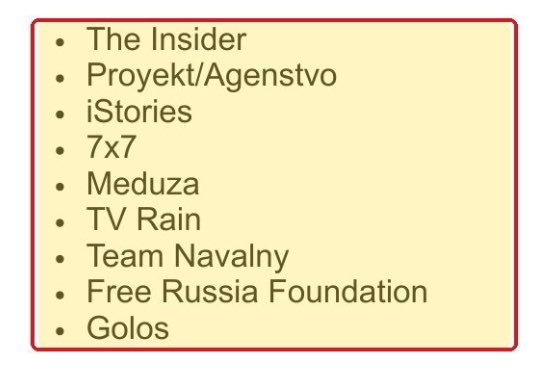 • The Insider
• Proyekt/Agenstvo
• iStories
• 7x7
• Meduza
• TV Rain
• Team Navalny
• Free Russia Foundation
• Golos